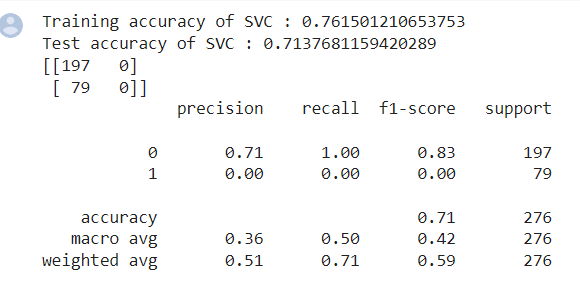 Training accuracy of SVC : 0.761501210653753
Test accuracy of SVC : 0.7137681159420289
[[197   0]
 [ 79   0]]
              precision    recall  f1-score   support

           0       0.71      1.00      0.83       197
           1       0.00      0.00      0.00        79

    accuracy                           0.71       276
   macro avg       0.36      0.50      0.42       276
weighted avg       0.51      0.71      0.59       276